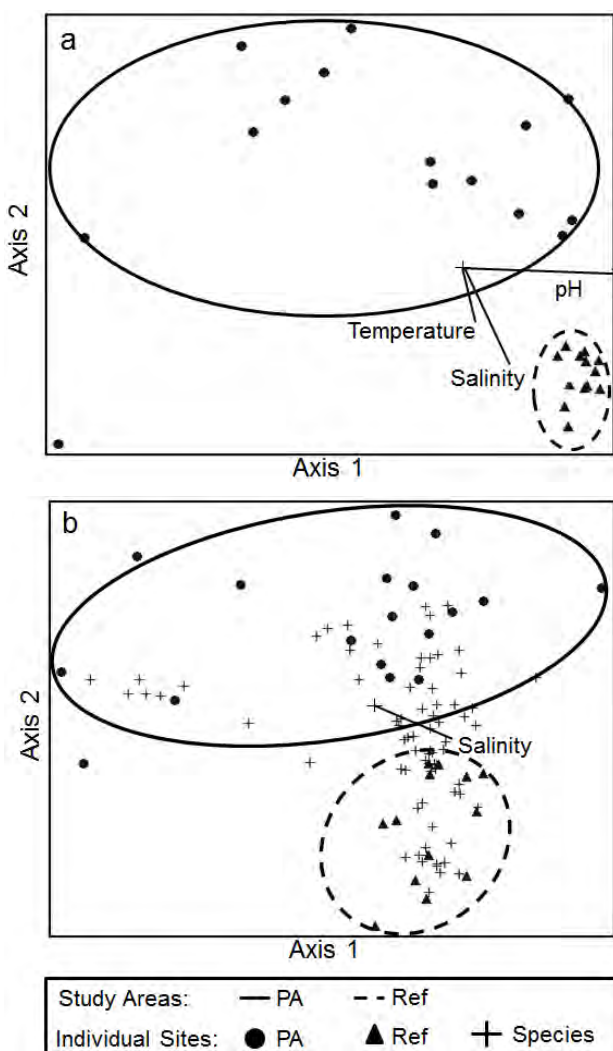 a
Axis 2
pH
Temperature
Salinity
Axis 1
b
Axis 2
Salinity
Axis 1
Study Areas: PA Ref
Individual Sites: PA Ref Species